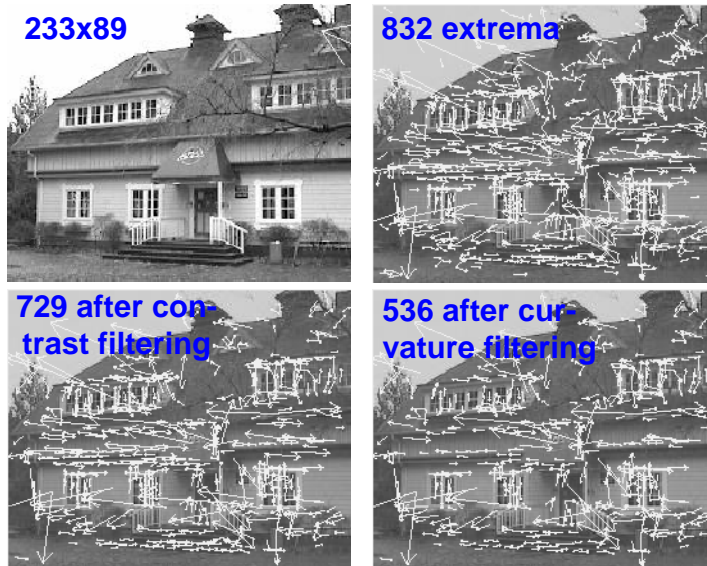 233x89
832 extrema
729 after con-
trast filtering
536 after cur-
vature filtering